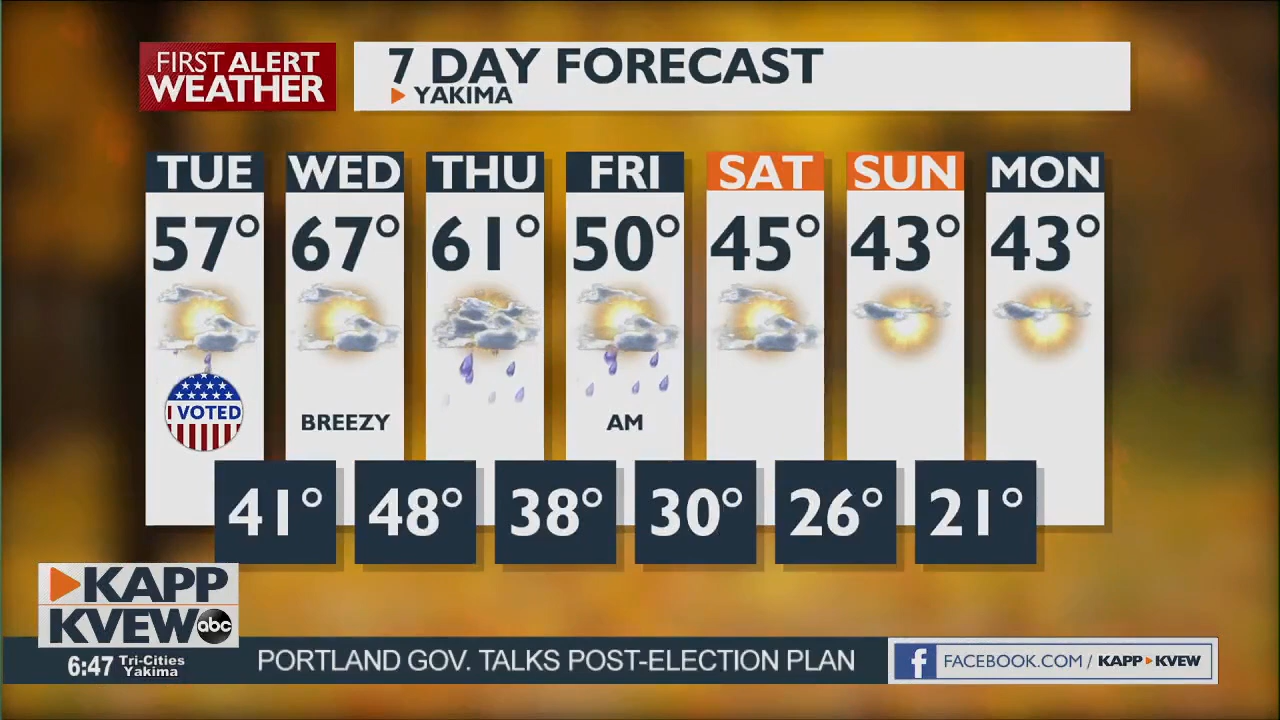 FIRST ALERT
WEATHER
7 DAY FORECAST
YAKIMA
TUE WED THU FRI SAT SUN MON
57° 67° 61° 50° 45° 43° 43°
I VOTED
BREEZY
AM
41° 48° 38° 30° 26° 21°
KAPP
KVEW abc
6:47 Tri-Cities
Yakima
PORTLAND GOV. TALKS POST-ELECTION PLAN
f FACEBOOK.COM / KAPP KVEW